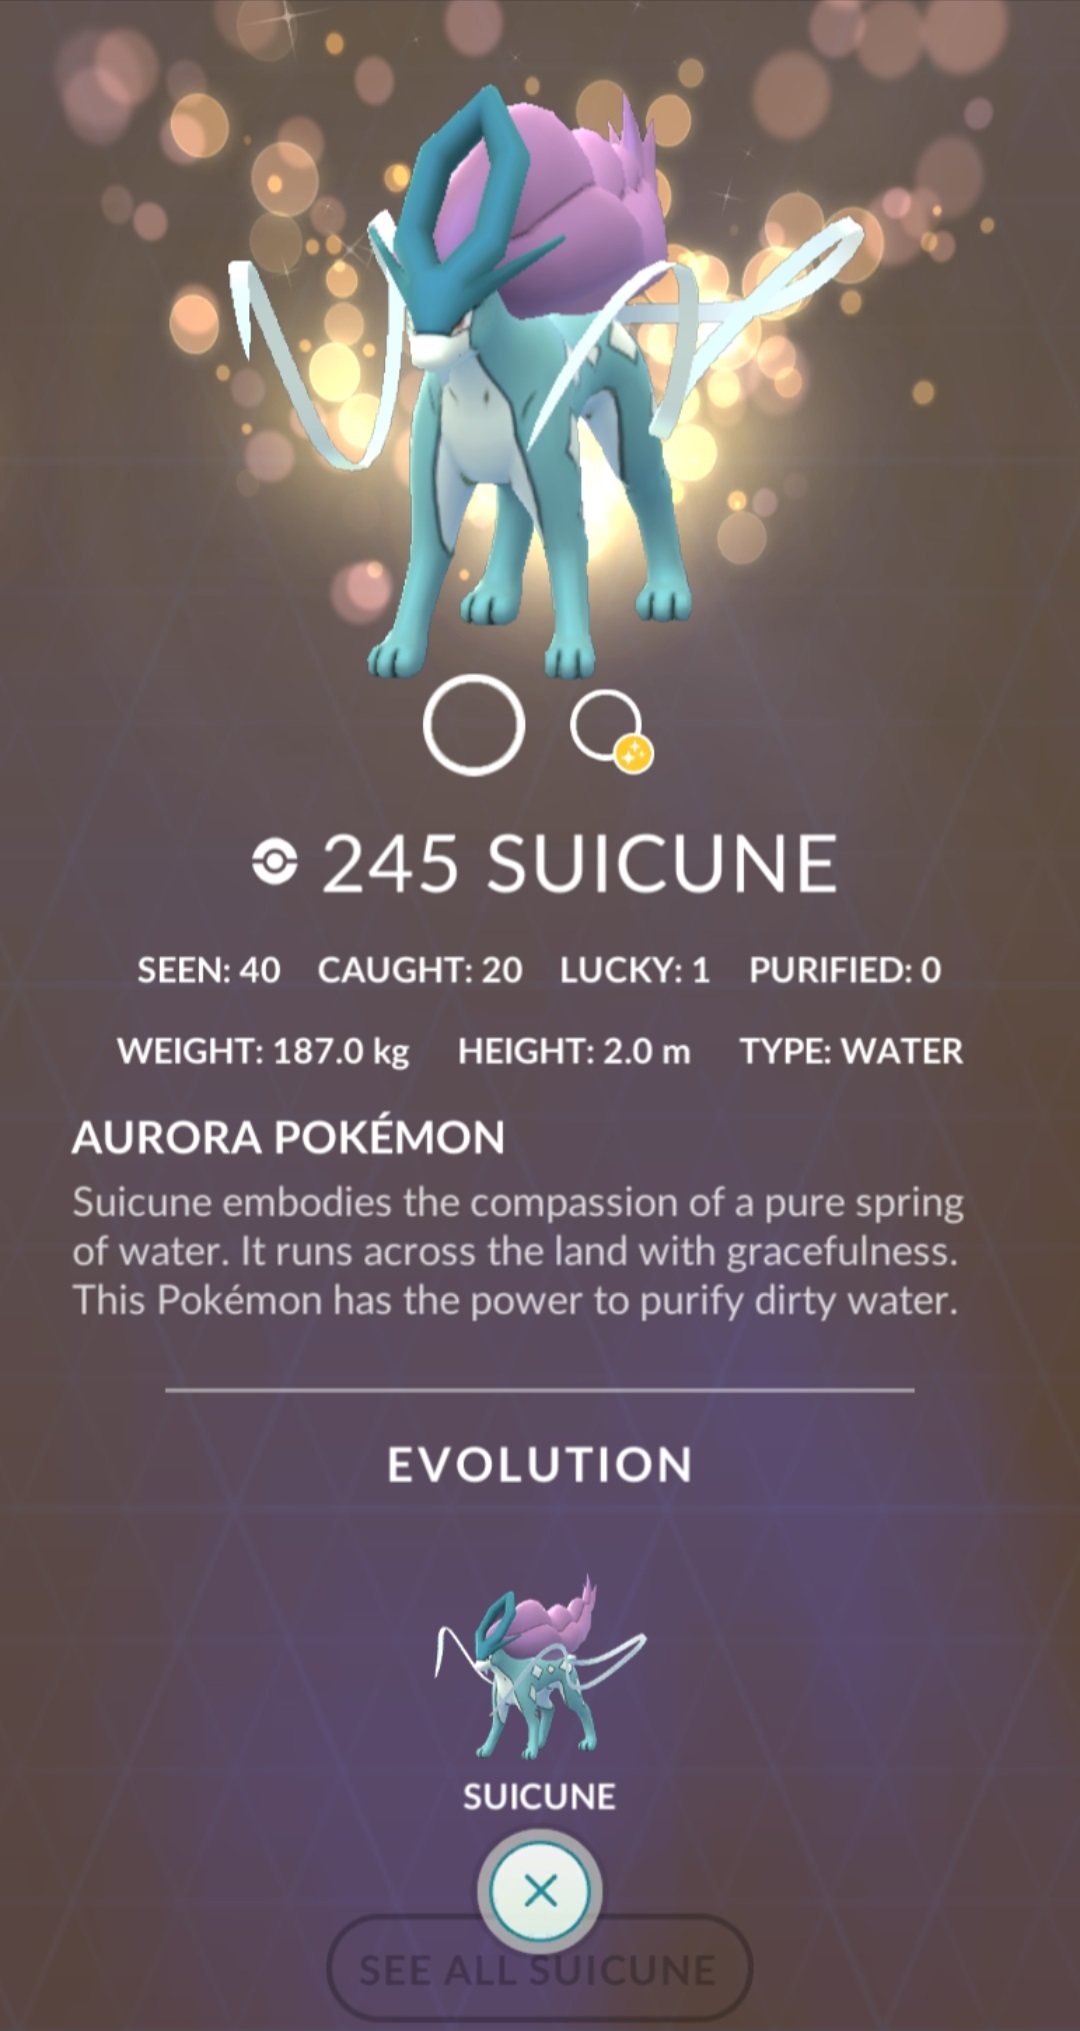 245 SUICUNE
SEEN: 40 CAUGHT: 20 LUCKY: 1 PURIFIED: 0
WEIGHT: 187.0 kg HEIGHT: 2.0 m TYPE: WATER
AURORA POKÉMON
Suicune embodies the compassion of a pure spring
of water. It runs across the land with gracefulness.
This Pokémon has the power to purify dirty water.
EVOLUTION
SUICUNE
SEE ALL SUICUNE